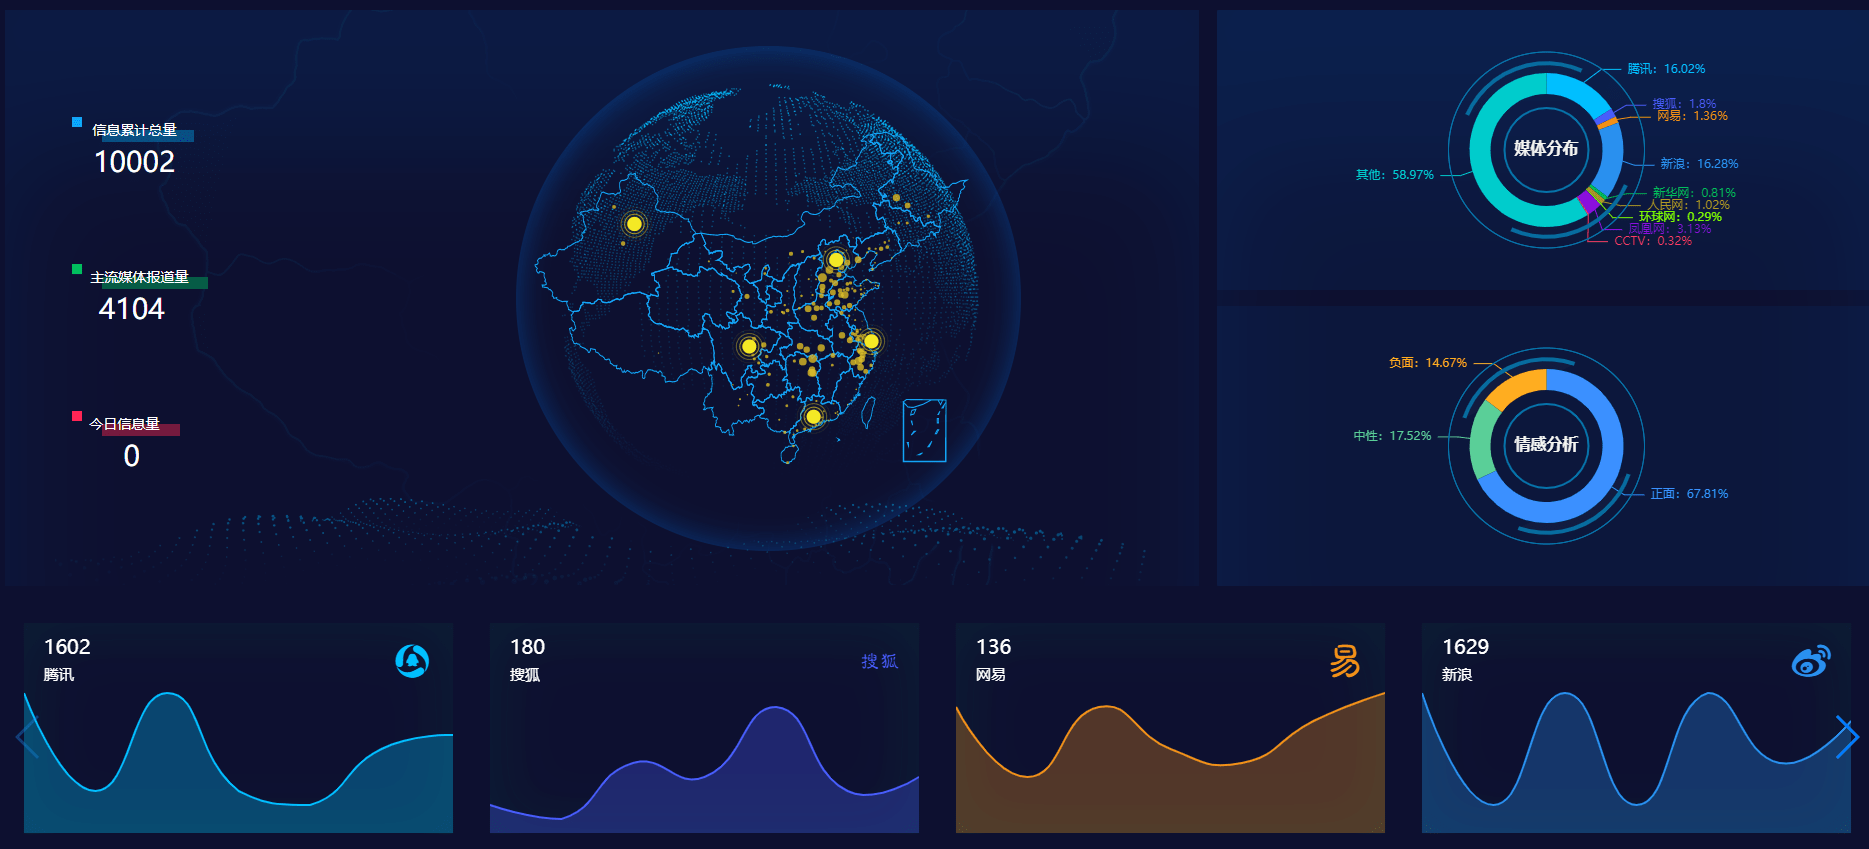 信息累计总量
10002
主流媒体报道量
4104
今日信息量
0
媒体分布
腾讯：16.02%
搜狐：1.8%
网易：1.36%
新浪：16.28%
新华网：0.81%
人民网：1.02%
环球网：0.29%
凤凰网：3.13%
CCTV：0.32%
其他：58.97%
情感分析
负面：14.67%
中性：17.52%
正面：67.81%
1602
腾讯
180
搜狐
搜狐
136
网易
易
1629
新浪